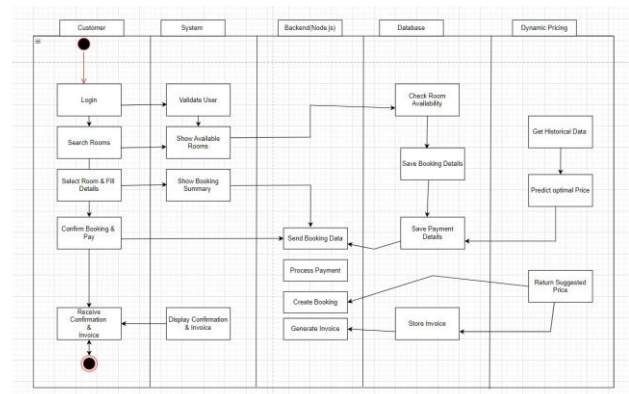 Customer
System
Backend(Node.js)
Database
Dynamic Pricing
Login
Validate User
Check Room
Availability
Search Rooms
Show Available
Rooms
Get Historical Data
Save Booking Details
Select Room & Fill
Details
Show Booking
Summary
Predict optimal Price
Confirm Booking &
Pay
Send Booking Data
Save Payment
Details
Process Payment
Return Suggested
Price
Create Booking
Receive
Confirmation
&
Invoice
Display Confirmation
& Invoice
Generate Invoice
Store Invoice